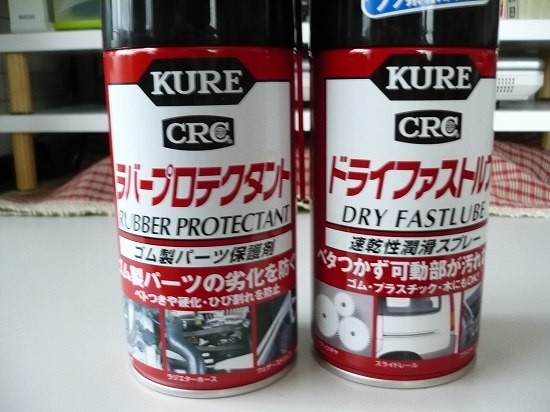 KURE
CRC
ラバープロテクタント
RUBBER PROTECTANT
ゴム製パーツ保護剤
ゴム製パーツの劣化を防ぐ
ベトつきや硬化・ひび割れを防止
ラジエターホース
KURE
CRC
ドライファストルブ
DRY FASTLUBE
速乾性潤滑スプレー
ベタつかず可動部が汚れ
ゴム・プラスチック・木にもOK
スライドレール